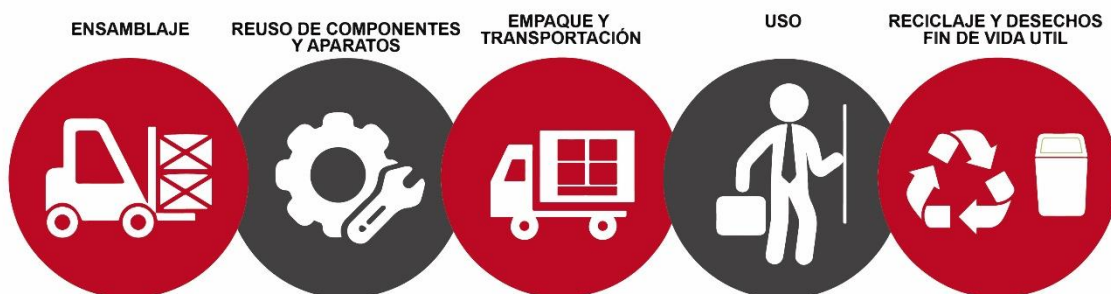 ENSAMBLAJE
REUSO DE COMPONENTES
Y APARATOS
EMPAQUE Y
TRANSPORTACIÓN
USO
RECICLAJE Y DESECHOS
FIN DE VIDA UTIL